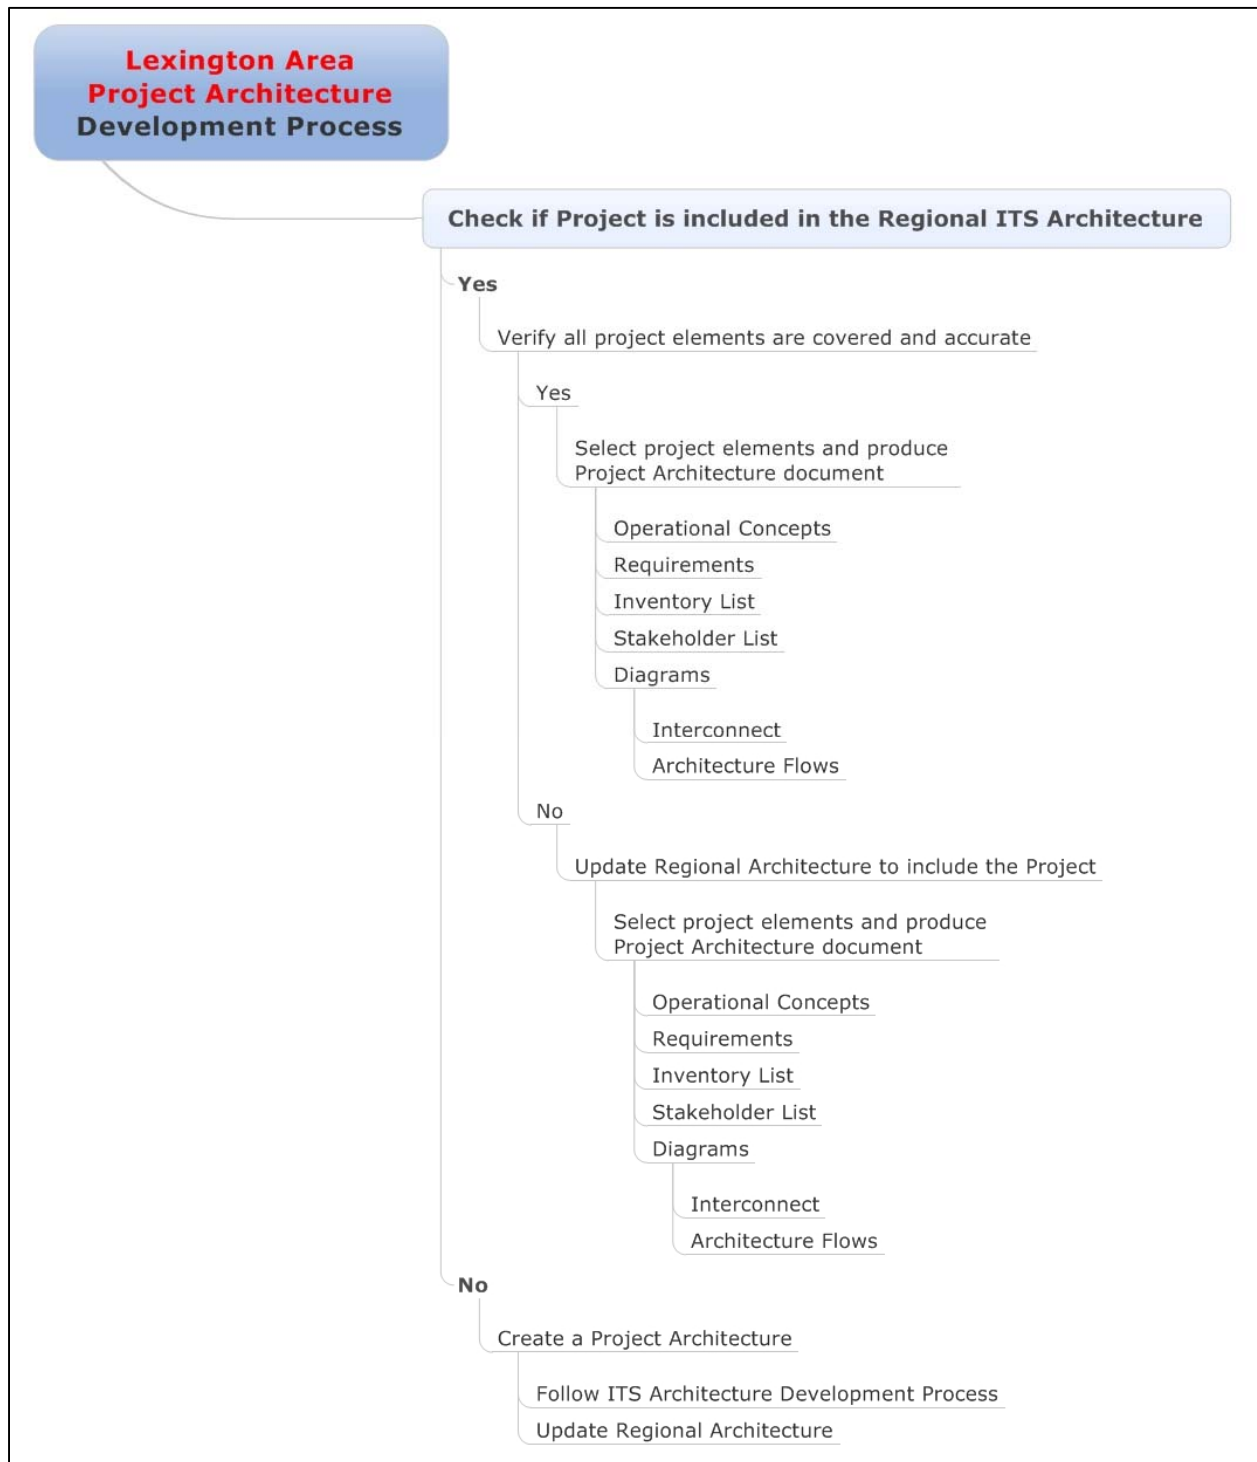 Lexington Area
Project Architecture
Development Process
Check if Project is included in the Regional ITS Architecture
Yes
Verify all project elements are covered and accurate
Yes
Select project elements and produce
Project Architecture document
Operational Concepts
Requirements
Inventory List
Stakeholder List
Diagrams
Interconnect
Architecture Flows
No
Update Regional Architecture to include the Project
Select project elements and produce
Project Architecture document
Operational Concepts
Requirements
Inventory List
Stakeholder List
Diagrams
Interconnect
Architecture Flows
No
Create a Project Architecture
Follow ITS Architecture Development Process
Update Regional Architecture